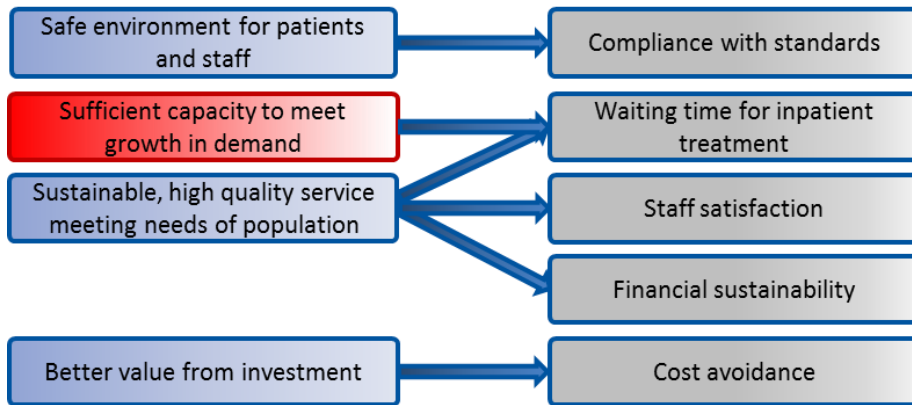 Safe environment for patients
and staff
Compliance with standards
Sufficient capacity to meet
growth in demand
Waiting time for inpatient
treatment
Sustainable, high quality service
meeting needs of population
Staff satisfaction
Financial sustainability
Better value from investment
Cost avoidance